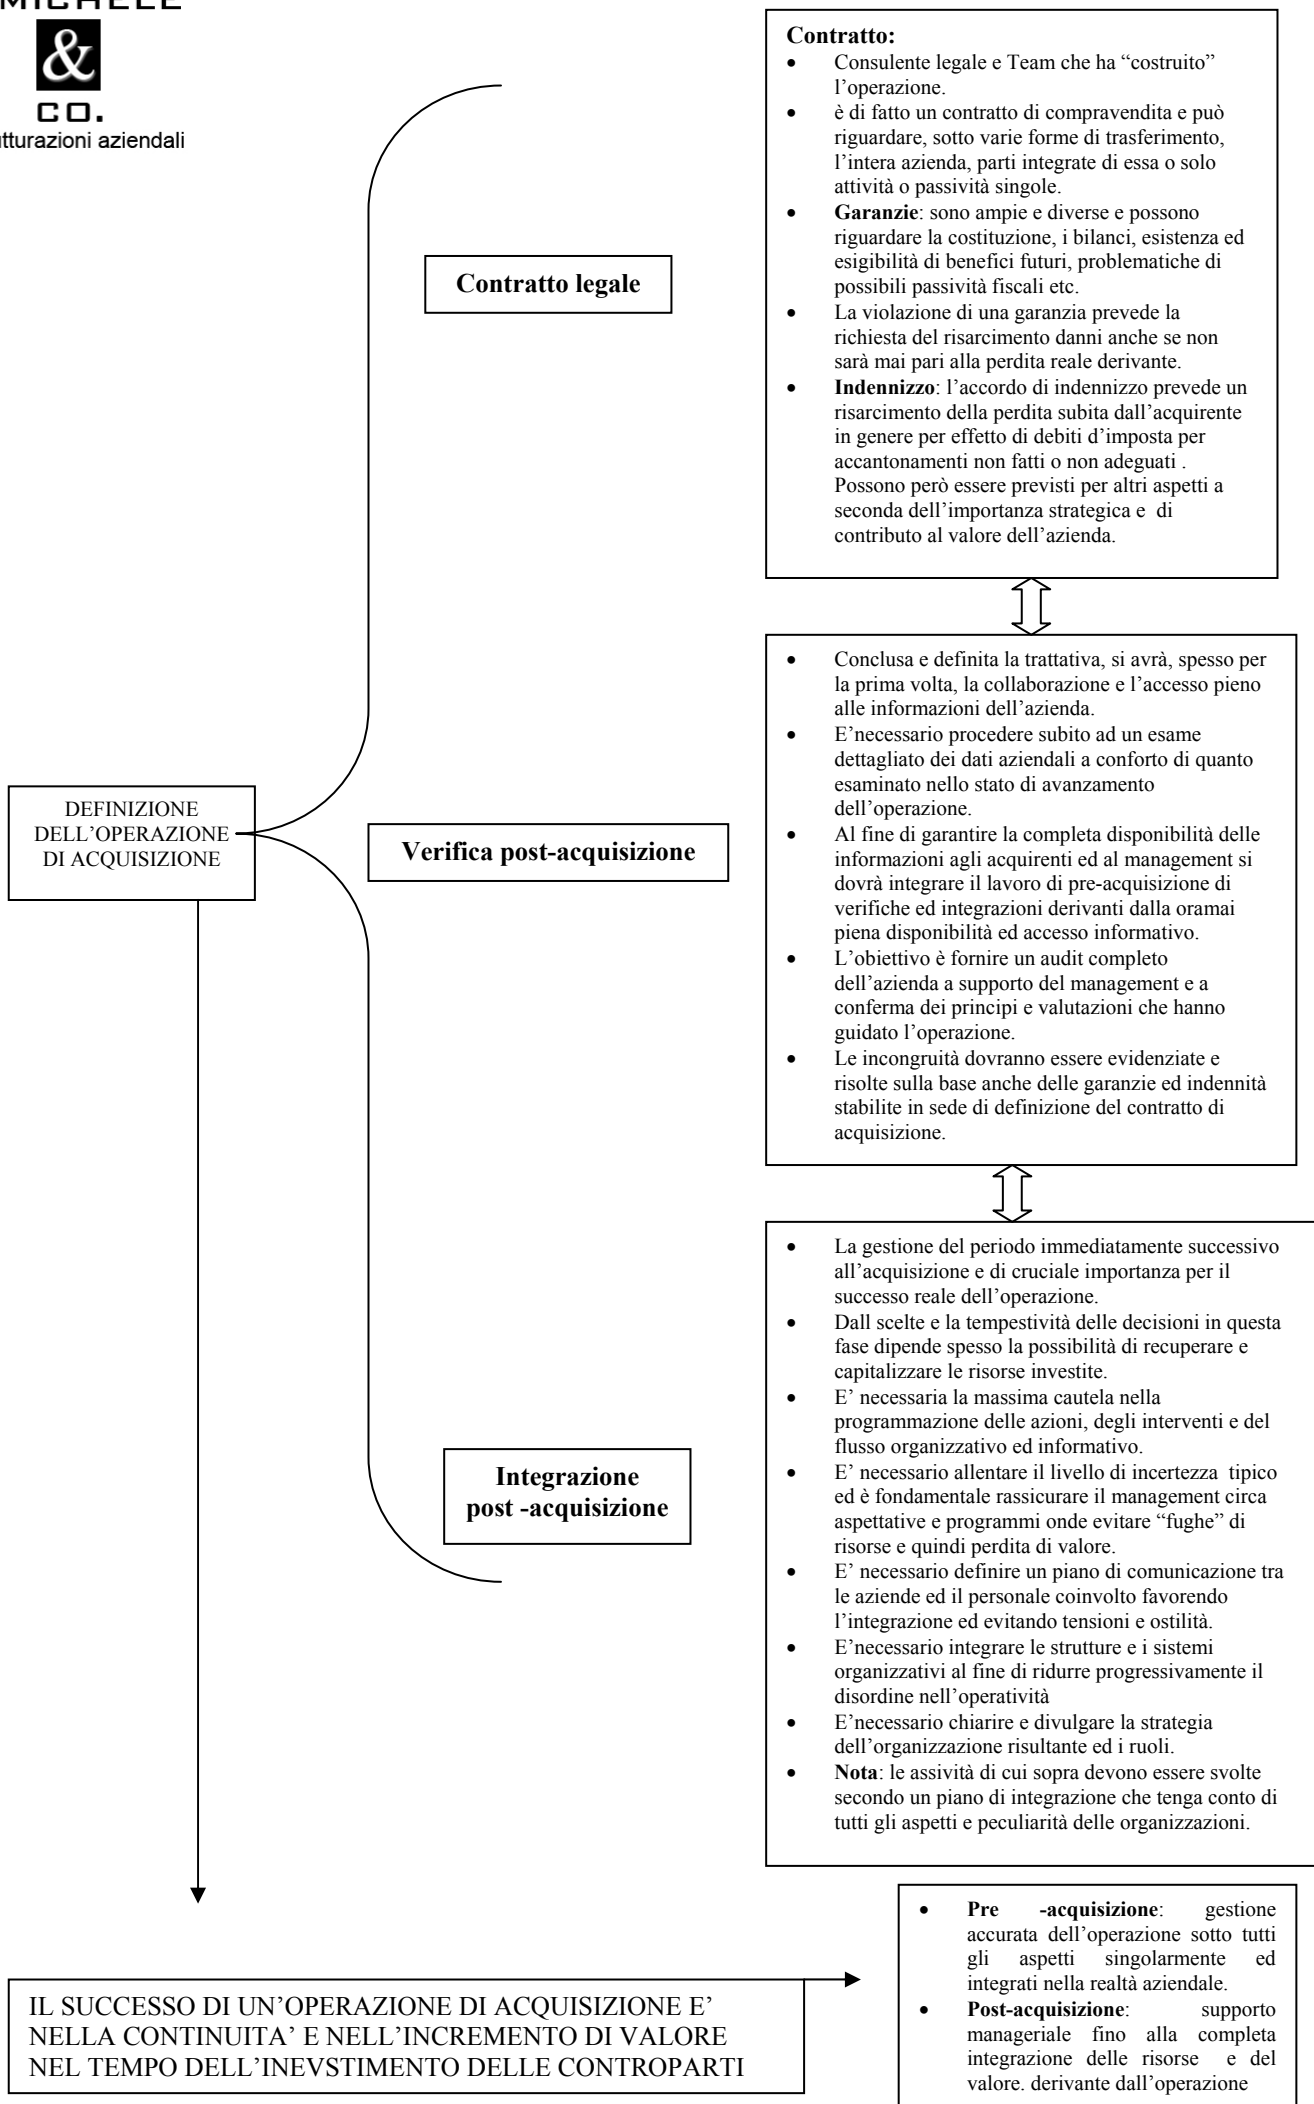 MICHELE
&
CO.
tturazioni aziendali
Contratto:
• Consulente legale e Team che ha “costruito”
l’operazione.
• è di fatto un contratto di compravendita e può
riguardare, sotto varie forme di trasferimento,
l’intera azienda, parti integrate di essa o solo
attività o passività singole.
• Garanzie: sono ampie e diverse e possono
riguardare la costituzione, i bilanci, esistenza ed
esigibilità di benefici futuri, problematiche di
possibili passività fiscali etc.
• La violazione di una garanzia prevede la
richiesta del risarcimento danni anche se non
sarà mai pari alla perdita reale derivante.
• Indennizzo: l’accordo di indennizzo prevede un
risarcimento della perdita subita dall’acquirente
in genere per effetto di debiti d’imposta per
accantonamenti non fatti o non adeguati .
Possono però essere previsti per altri aspetti a
seconda dell’importanza strategica e di
contributo al valore dell’azienda.
Contratto legale
• Conclusa e definita la trattativa, si avrà, spesso per
la prima volta, la collaborazione e l’accesso pieno
alle informazioni dell’azienda.
• E’necessario procedere subito ad un esame
dettagliato dei dati aziendali a conforto di quanto
esaminato nello stato di avanzamento
dell’operazione.
• Al fine di garantire la completa disponibilità delle
informazioni agli acquirenti ed al management si
dovrà integrare il lavoro di pre-acquisizione di
verifiche ed integrazioni derivanti dalla oramai
piena disponibilità ed accesso informativo.
• L’obiettivo è fornire un audit completo
dell’azienda a supporto del management e a
conferma dei principi e valutazioni che hanno
guidato l’operazione.
• Le incongruità dovranno essere evidenziate e
risolte sulla base anche delle garanzie ed indennità
stabilite in sede di definizione del contratto di
acquisizione.
DEFINIZIONE
DELL’OPERAZIONE
DI ACQUISIZIONE
Verifica post-acquisizione
• La gestione del periodo immediatamente successivo
all’acquisizione e di cruciale importanza per il
successo reale dell’operazione.
• Dall scelte e la tempestività delle decisioni in questa
fase dipende spesso la possibilità di recuperare e
capitalizzare le risorse investite.
• E’ necessaria la massima cautela nella
programmazione delle azioni, degli interventi e del
flusso organizzativo ed informativo.
• E’ necessario allentare il livello di incertezza tipico
ed è fondamentale rassicurare il management circa
aspettative e programmi onde evitare “fughe” di
risorse e quindi perdita di valore.
• E’ necessario definire un piano di comunicazione tra
le aziende ed il personale coinvolto favorendo
l’integrazione ed evitando tensioni e ostilità.
• E’necessario integrare le strutture e i sistemi
organizzativi al fine di ridurre progressivamente il
disordine nell’operatività
• E’necessario chiarire e divulgare la strategia
dell’organizzazione risultante ed i ruoli.
• Nota: le assività di cui sopra devono essere svolte
secondo un piano di integrazione che tenga conto di
tutti gli aspetti e peculiarità delle organizzazioni.
Integrazione
post -acquisizione
• Pre -acquisizione: gestione
accurata dell’operazione sotto tutti
gli aspetti singolarmente ed
integrati nella realtà aziendale.
• Post-acquisizione: supporto
manageriale fino alla completa
integrazione delle risorse e del
valore. derivante dall’operazione
IL SUCCESSO DI UN’OPERAZIONE DI ACQUISIZIONE E’
NELLA CONTINUITA’ E NELL’INCREMENTO DI VALORE
NEL TEMPO DELL’INEVSTIMENTO DELLE CONTROPARTI